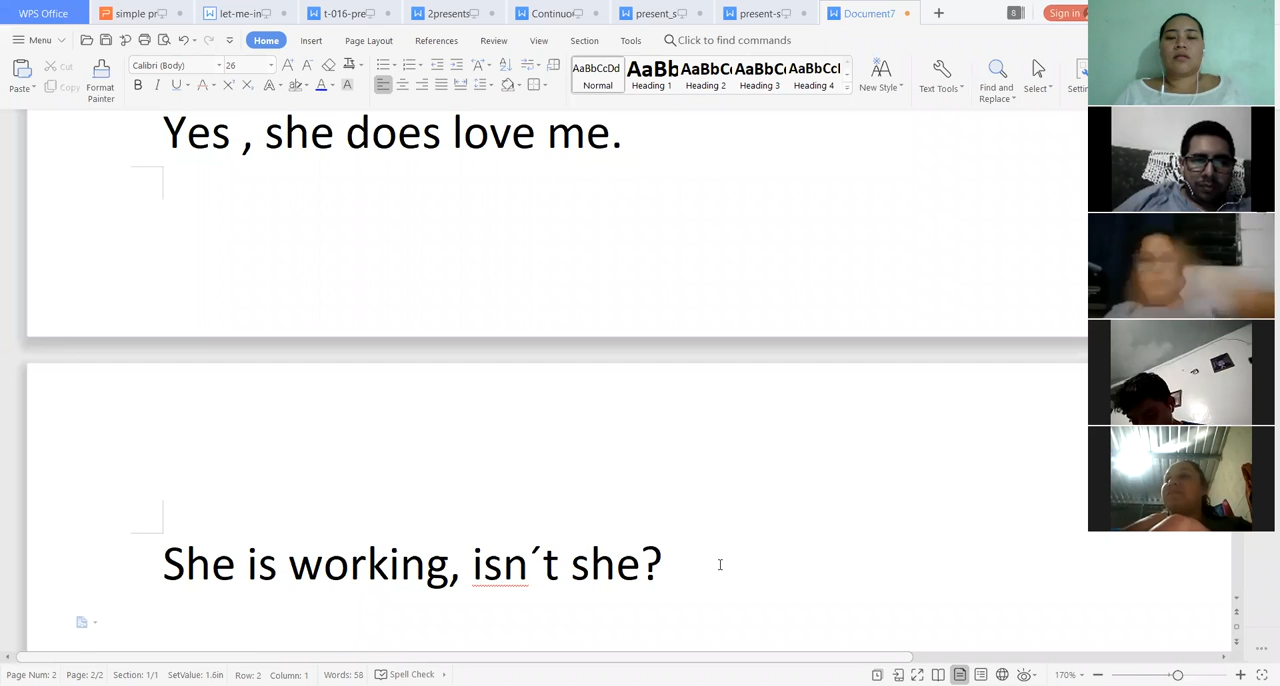 WPS Office simple pr let-me-in t-016-pre 2presents Continuo present_s present-s Document7 8 Sign in
Menu Home Insert Page Layout References Review View Section Tools Click to find commands
Paste Cut Copy Format Painter Calibri (Body) 26 AaBbCcDd Normal AaBb Heading 1 AaBbC Heading 2 AaBbC Heading 3 AaBbCcl Heading 4 New Style Text Tools Find and Replace Select
Yes , she does love me.
She is working, isn´t she?
Page Num: 2 Page: 2/2 Section: 1/1 SetValue: 1.6in Row: 2 Column: 1 Words: 58 Spell Check 170%